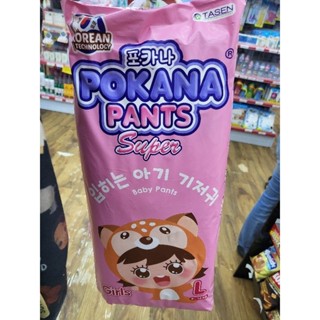 KOREAN
TECHNOLOGY
TASEN
포카나
POKANA®
PANTS
Super
입히는 아기 기저귀
Baby Pants
Girls
L